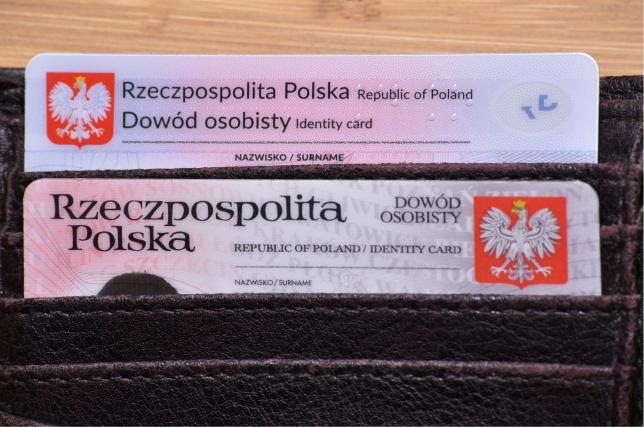 Rzeczpospolita Polska Republic of Poland
Dowód osobisty Identity card
NAZWISKO / SURNAME
Rzeczpospolita
Polska
DOWÓD
OSOBISTY
REPUBLIC OF POLAND / IDENTITY CARD
NAZWISKO / SURNAME